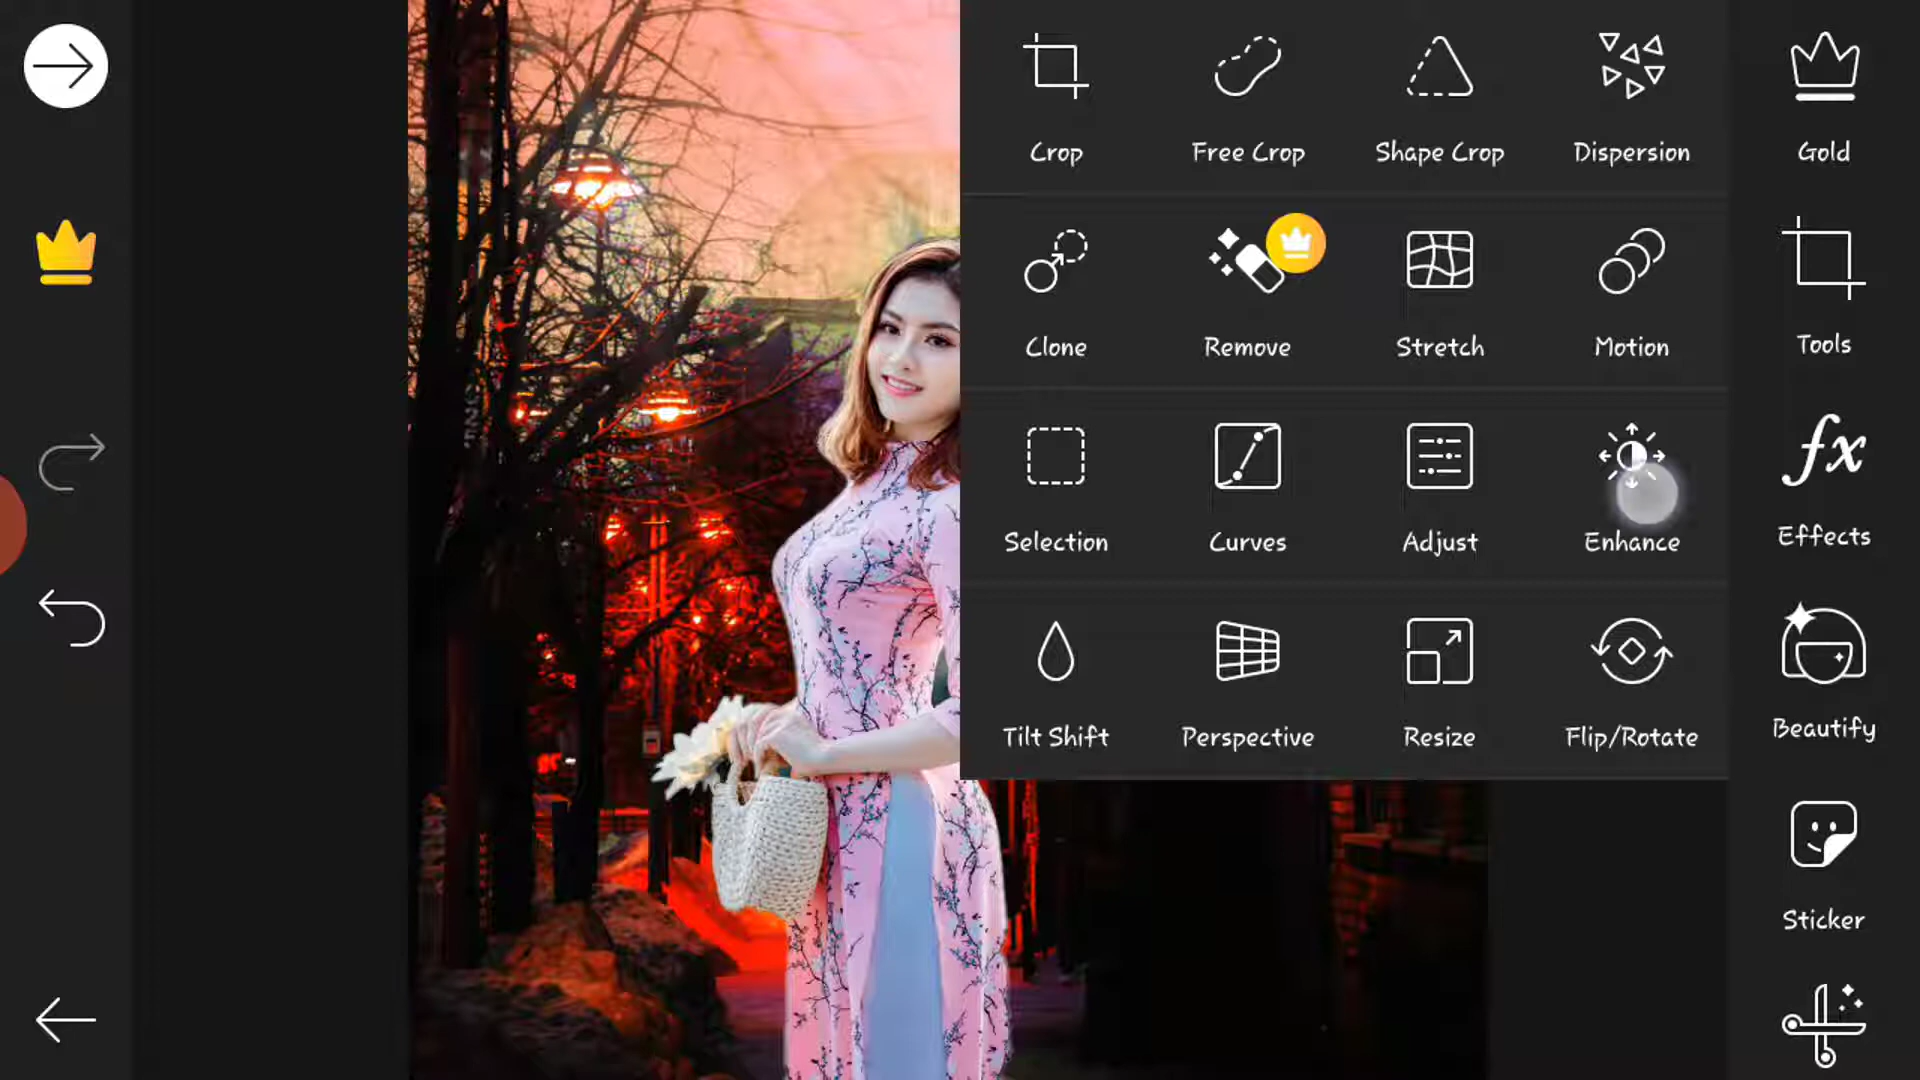 Crop Free Crop Shape Crop Dispersion Gold
Clone Remove Stretch Motion Tools
Selection Curves Adjust Enhance Effects
Tilt Shift Perspective Resize Flip/Rotate Beautify
Sticker